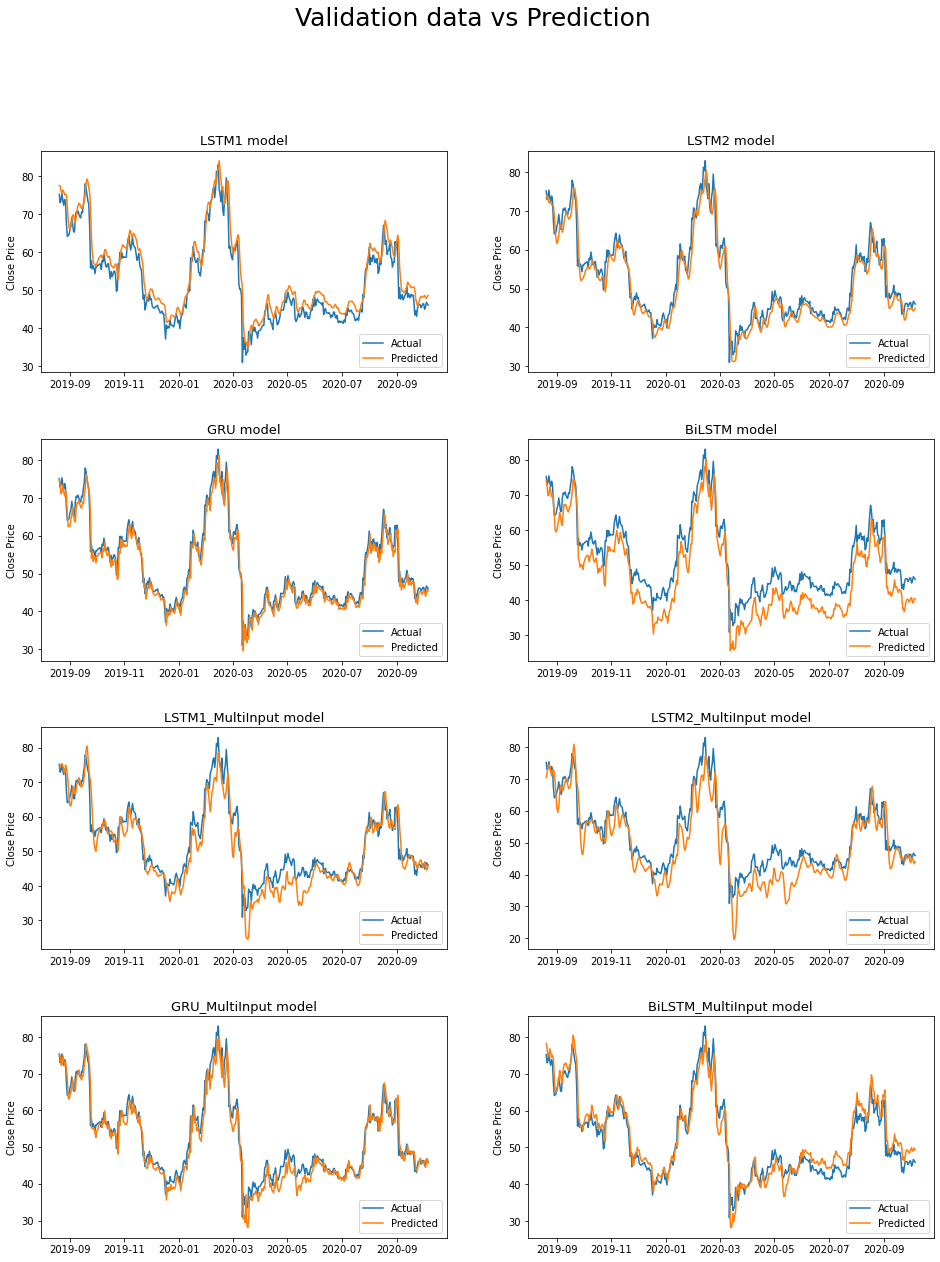 Validation data vs Prediction
LSTM1 model
Close Price
80
70
60
50
40
30
2019-09 2019-11 2020-01 2020-03 2020-05 2020-07 2020-09
Actual
Predicted
LSTM2 model
Close Price
80
70
60
50
40
30
2019-09 2019-11 2020-01 2020-03 2020-05 2020-07 2020-09
Actual
Predicted
GRU model
Close Price
80
70
60
50
40
30
2019-09 2019-11 2020-01 2020-03 2020-05 2020-07 2020-09
Actual
Predicted
BiLSTM model
Close Price
80
70
60
50
40
30
2019-09 2019-11 2020-01 2020-03 2020-05 2020-07 2020-09
Actual
Predicted
LSTM1_MultiInput model
Close Price
80
70
60
50
40
30
2019-09 2019-11 2020-01 2020-03 2020-05 2020-07 2020-09
Actual
Predicted
LSTM2_MultiInput model
Close Price
80
70
60
50
40
30
20
2019-09 2019-11 2020-01 2020-03 2020-05 2020-07 2020-09
Actual
Predicted
GRU_MultiInput model
Close Price
80
70
60
50
40
30
2019-09 2019-11 2020-01 2020-03 2020-05 2020-07 2020-09
Actual
Predicted
BiLSTM_MultiInput model
Close Price
80
70
60
50
40
30
2019-09 2019-11 2020-01 2020-03 2020-05 2020-07 2020-09
Actual
Predicted